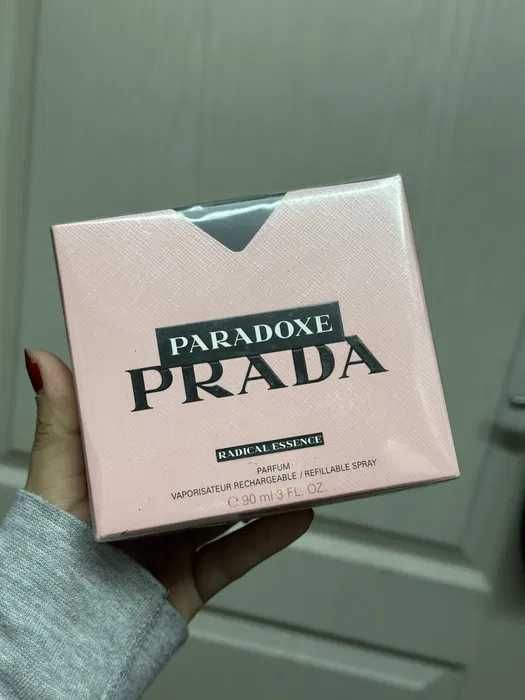 PARADOXE
PRADA
RADICAL ESSENCE
PARFUM
VAPORISATEUR RECHARGEABLE / REFILLABLE SPRAY
℮ 90 ml 3 FL. OZ.